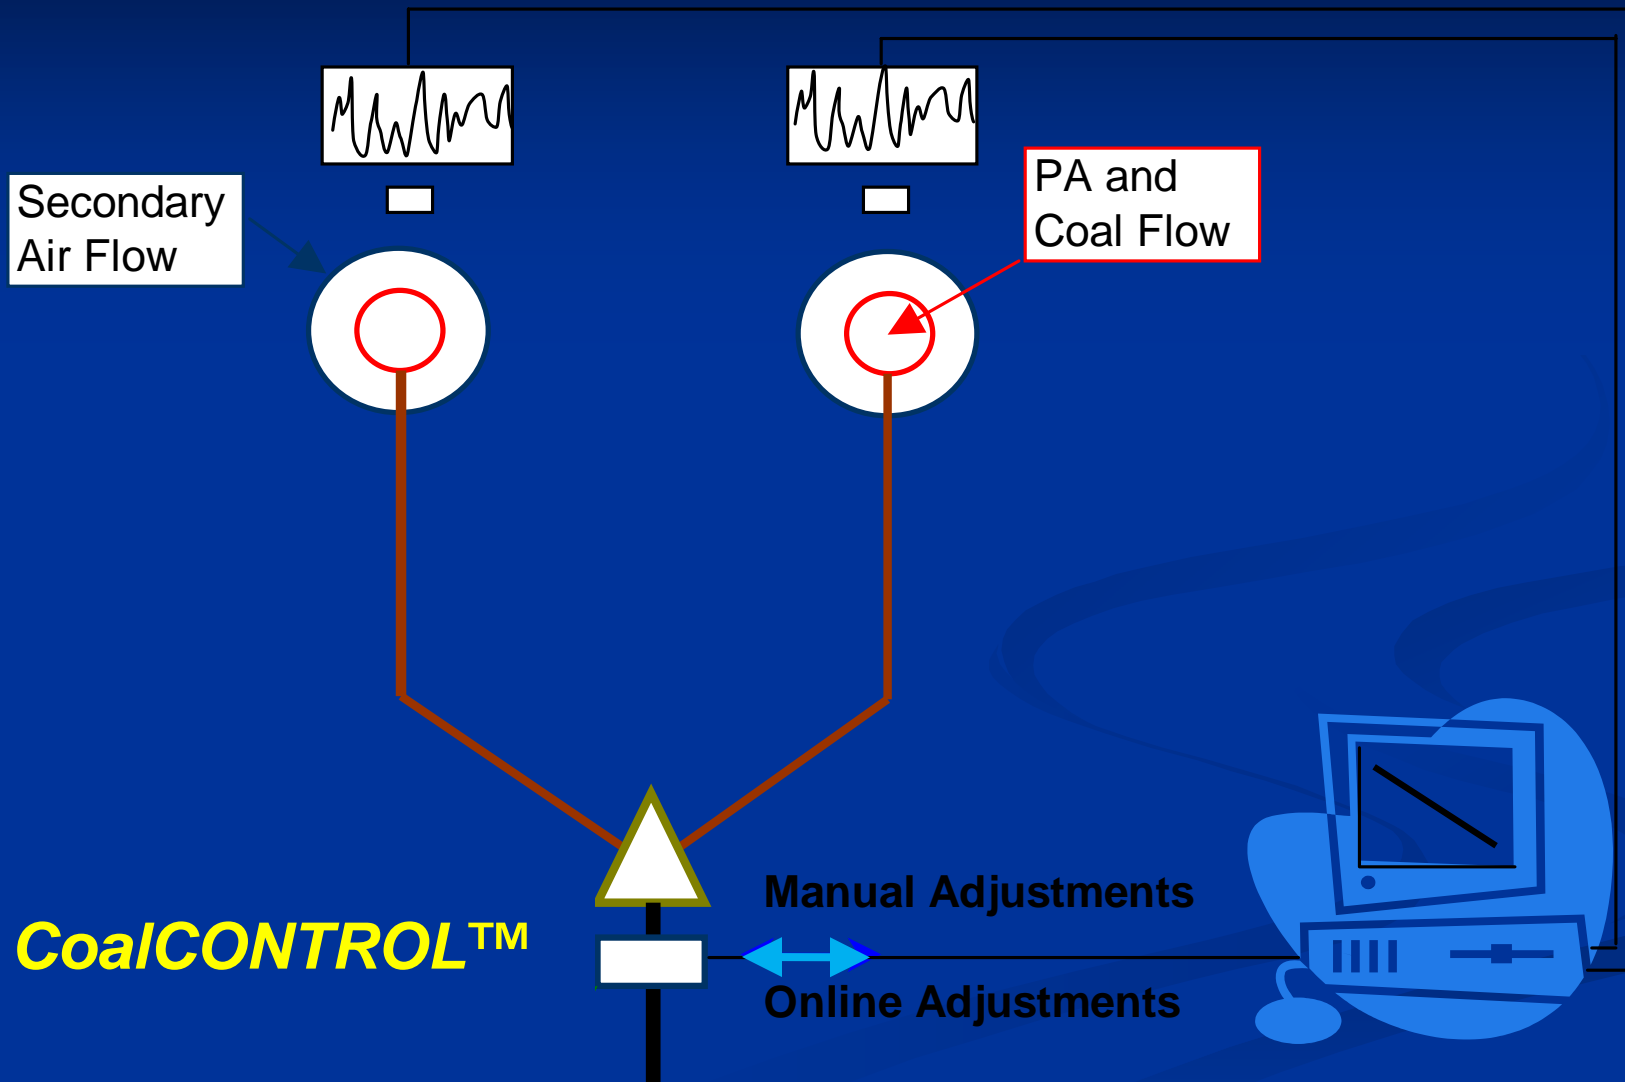 Secondary
Air Flow
PA and
Coal Flow
Manual Adjustments
CoalCONTROL™
Online Adjustments